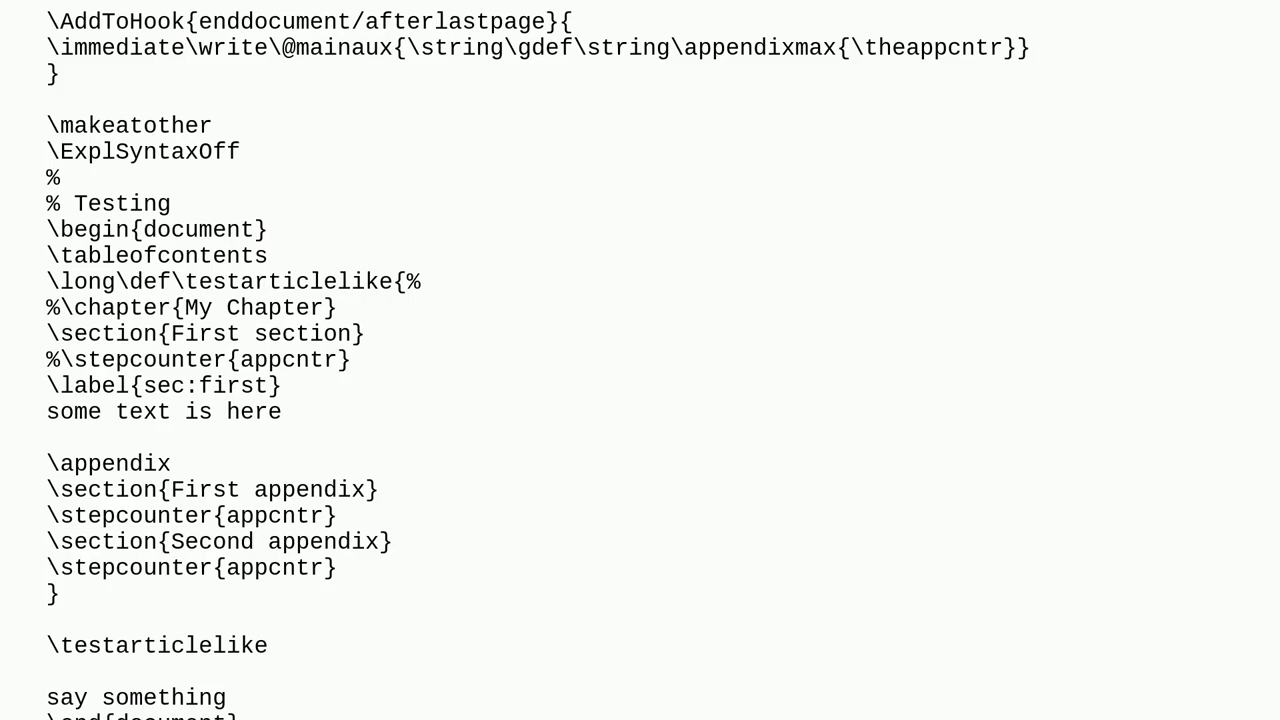 \AddToHook{enddocument/afterlastpage}{
\immediate\write\@mainaux{\string\gdef\string\appendixmax{\theappcntr}}
}
\makeatother
\ExplSyntaxOff
%
% Testing
\begin{document}
\tableofcontents
\long\def\testarticlelike{%
%\chapter{My Chapter}
\section{First section}
%\stepcounter{appcntr}
\label{sec:first}
some text is here
\appendix
\section{First appendix}
\stepcounter{appcntr}
\section{Second appendix}
\stepcounter{appcntr}
}
\testarticlelike
say something
\end{document}